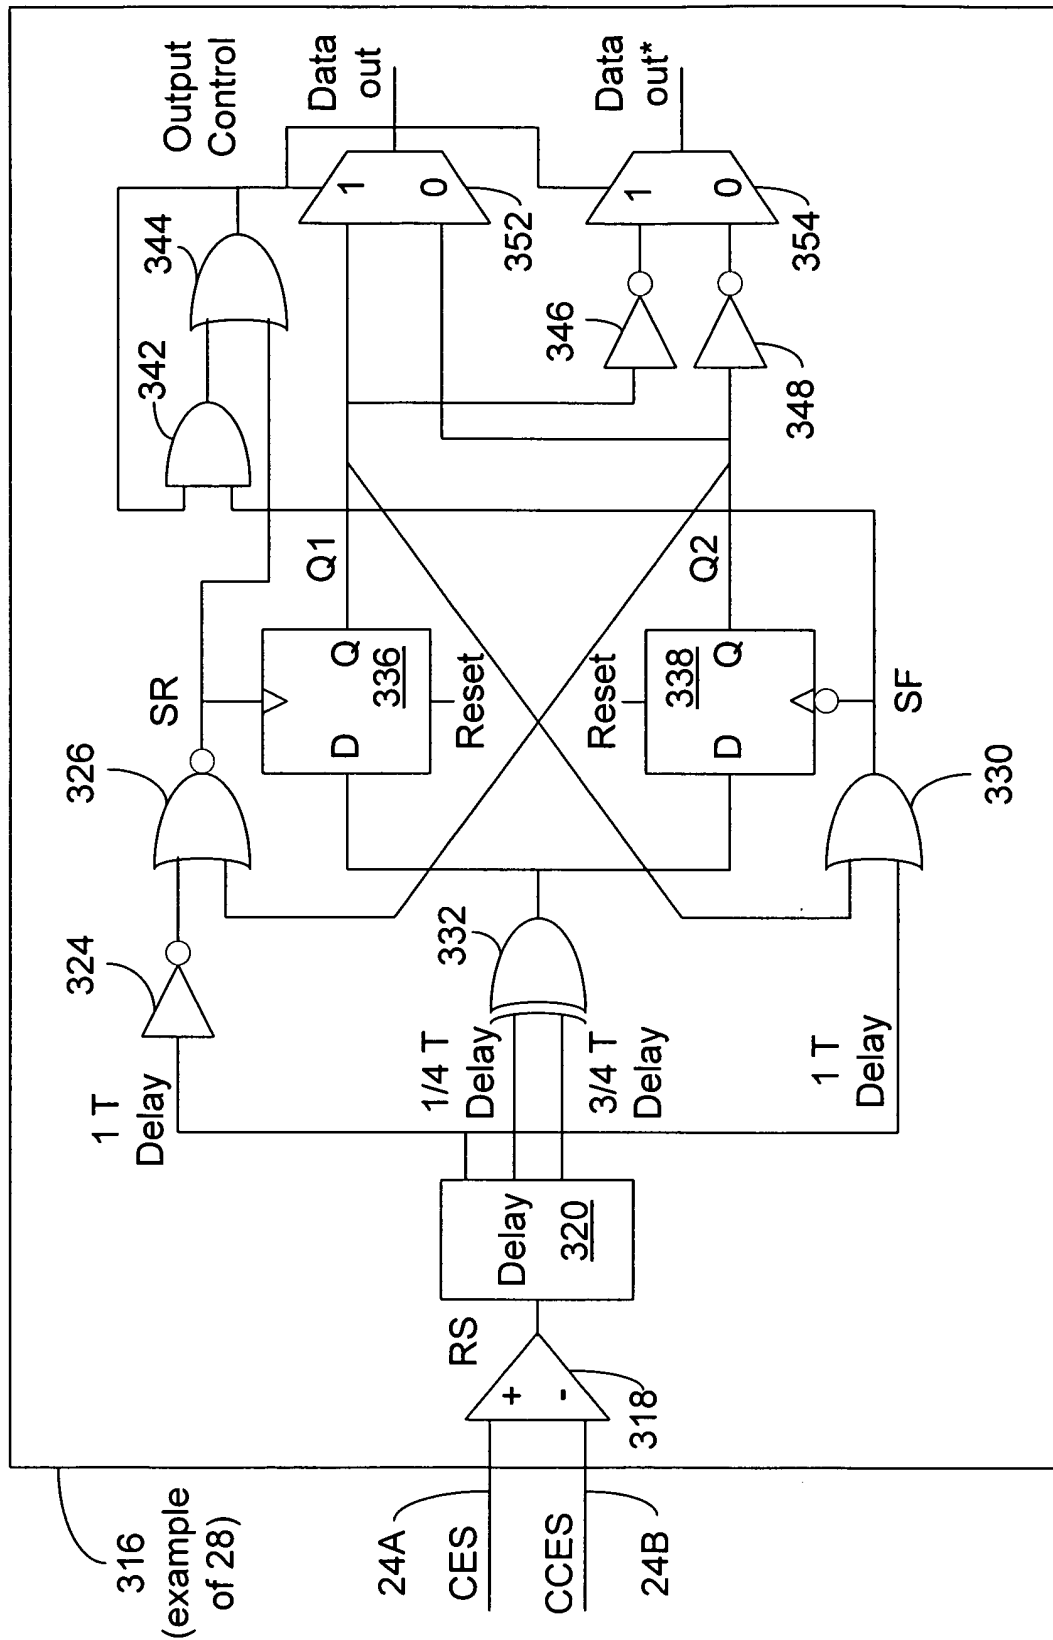 316
(example
of 28)
24A
CES
CCES
24B
+
-
318
RS
Delay
320
1 T
Delay
1/4 T
Delay
3/4 T
Delay
1 T
Delay
324
326
332
330
SR
D
Q
336
Reset
Q1
Reset
D
Q
338
Q2
SF
342
344
346
348
Output
Control
1
0
352
Data
out
1
0
354
Data
out*